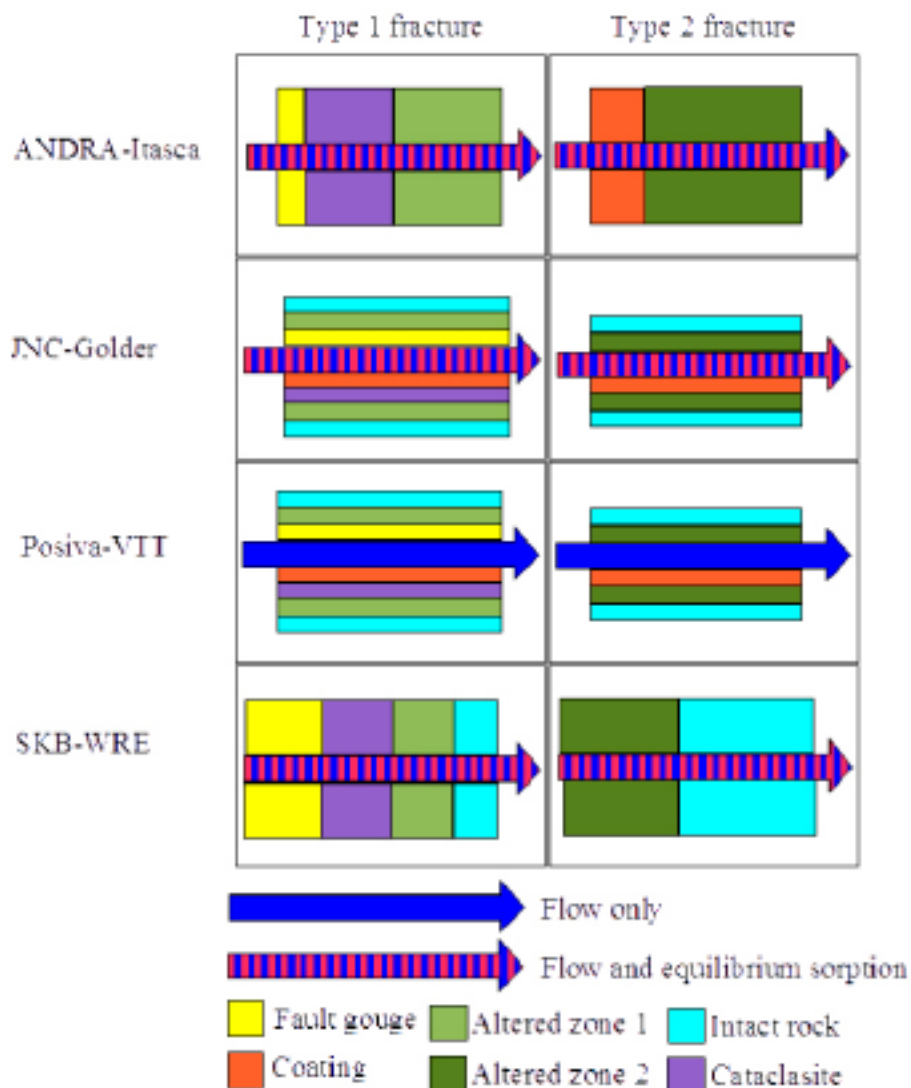 Type 1 fracture Type 2 fracture
ANDRA-Itasca
JNC-Golder
Posiva-VTT
SKB-WRE
Flow only
Flow and equilibrium sorption
Fault gouge Altered zone 1 Intact rock
Coating Altered zone 2 Cataclasite